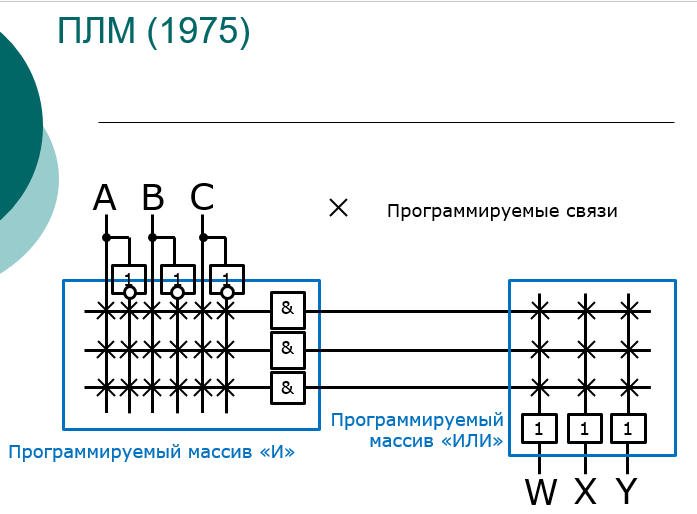 ПЛМ (1975)
A B C
Программируемые связи
1 1 1
&
&
&
Программируемый
массив «ИЛИ»
1 1 1
Программируемый массив «И»
W X Y